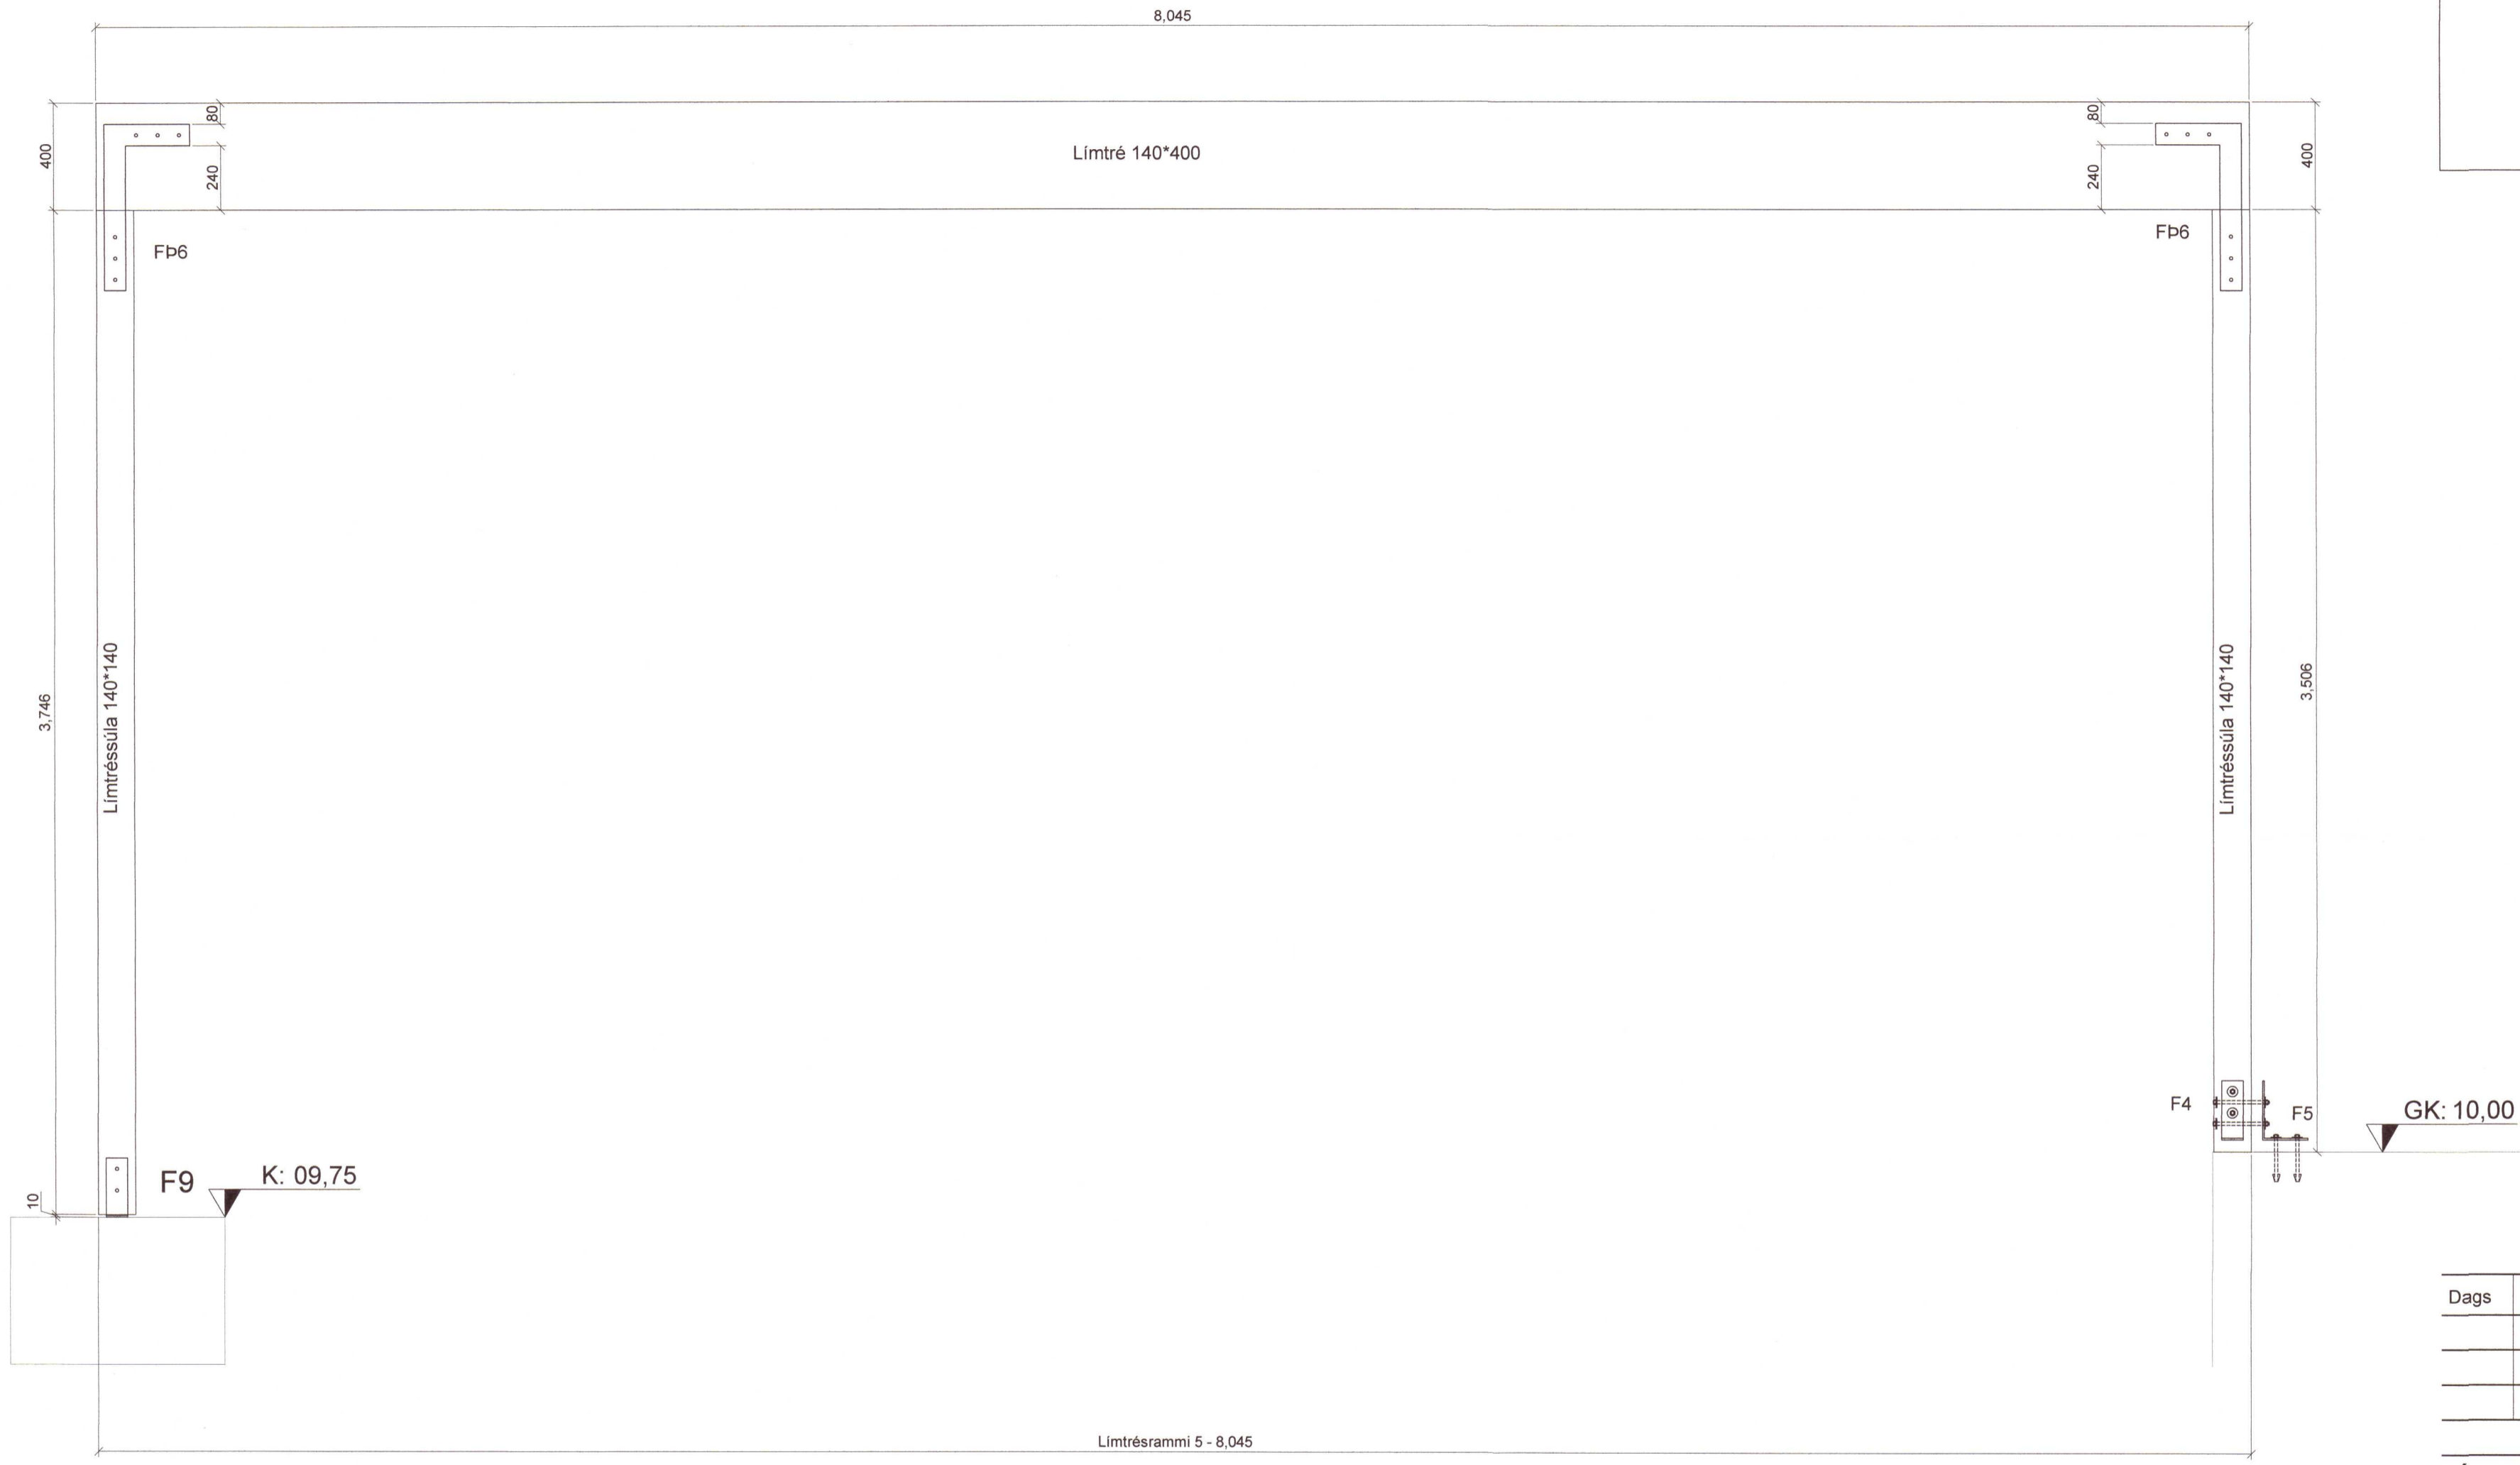 8,045
80
80
400
240
Límtré 140*400
240
400
FÞ6
FÞ6
Límtréssúla 140*140
3,746
Límtréssúla 140*140
3,506
F4
F5
GK: 10,00
F9
K: 09,75
10
Dags
Límtrésrammi 5 - 8,045